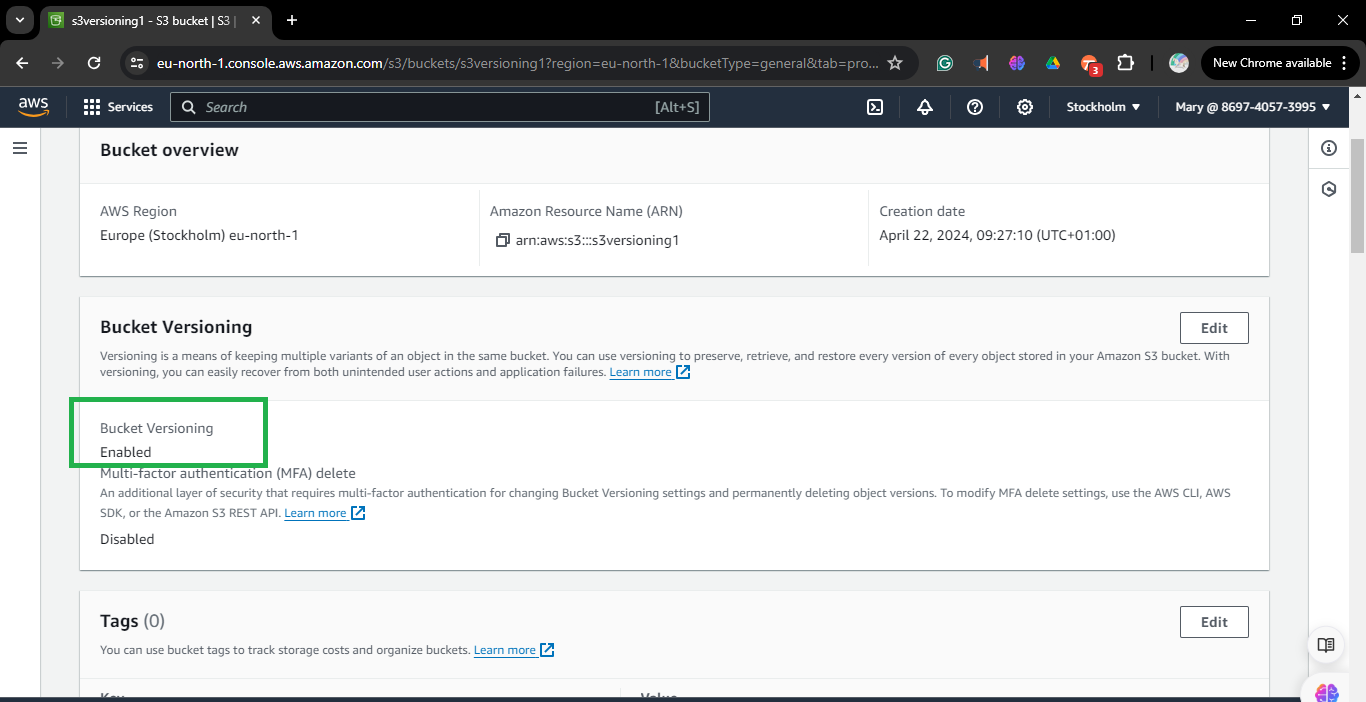 s3versioning1 - S3 bucket | S3 |
eu-north-1.console.aws.amazon.com/s3/buckets/s3versioning1?region=eu-north-1&bucketType=general&tab=pro...
3
New Chrome available
aws
Services
Search
[Alt+S]
Stockholm
Mary @ 8697-4057-3995
Bucket overview
AWS Region
Europe (Stockholm) eu-north-1
Amazon Resource Name (ARN)
arn:aws:s3:::s3versioning1
Creation date
April 22, 2024, 09:27:10 (UTC+01:00)
Bucket Versioning
Edit
Versioning is a means of keeping multiple variants of an object in the same bucket. You can use versioning to preserve, retrieve, and restore every version of every object stored in your Amazon S3 bucket. With
versioning, you can easily recover from both unintended user actions and application failures. Learn more
Bucket Versioning
Enabled
Multi-factor authentication (MFA) delete
An additional layer of security that requires multi-factor authentication for changing Bucket Versioning settings and permanently deleting object versions. To modify MFA delete settings, use the AWS CLI, AWS
SDK, or the Amazon S3 REST API. Learn more
Disabled
Tags (0)
Edit
You can use bucket tags to track storage costs and organize buckets. Learn more
Key
Value